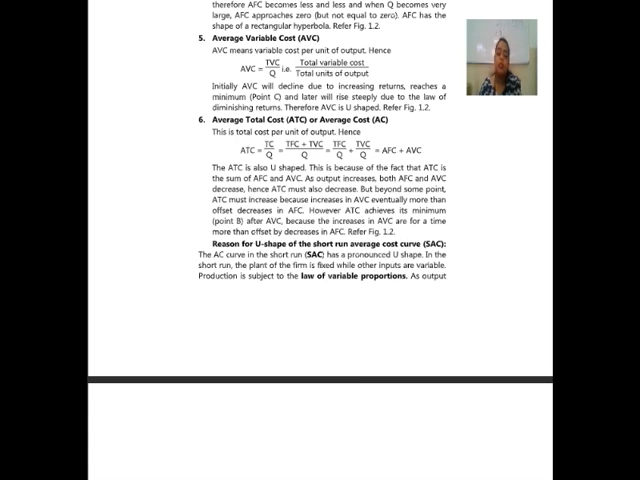 therefore AFC becomes less and less and when Q becomes very
large, AFC approaches zero (but not equal to zero). AFC has the
shape of a rectangular hyperbola. Refer Fig. 1.2.
5. Average Variable Cost (AVC)
AVC means variable cost per unit of output. Hence
AVC = TVC/Q i.e. Total variable cost/Total units of output
Initially AVC will decline due to increasing returns, reaches a
minimum (Point C) and later will rise steeply due to the law of
diminishing returns. Therefore AVC is U shaped. Refer Fig. 1.2.
6. Average Total Cost (ATC) or Average Cost (AC)
This is total cost per unit of output. Hence
ATC = TC/Q = TFC + TVC/Q = TFC/Q + TVC/Q = AFC + AVC
The ATC is also U shaped. This is because of the fact that ATC is
the sum of AFC and AVC. As output increases, both AFC and AVC
decrease, hence ATC must also decrease. But beyond some point,
ATC must increase because increases in AVC eventually more than
offset decreases in AFC. However ATC achieves its minimum
(point B) after AVC, because the increases in AVC are for a time
more than offset by decreases in AFC. Refer Fig. 1.2.
Reason for U-shape of the short run average cost curve (SAC):
The AC curve in the short run (SAC) has a pronounced U shape. In the
short run, the plant of the firm is fixed while other inputs are variable.
Production is subject to the law of variable proportions. As output